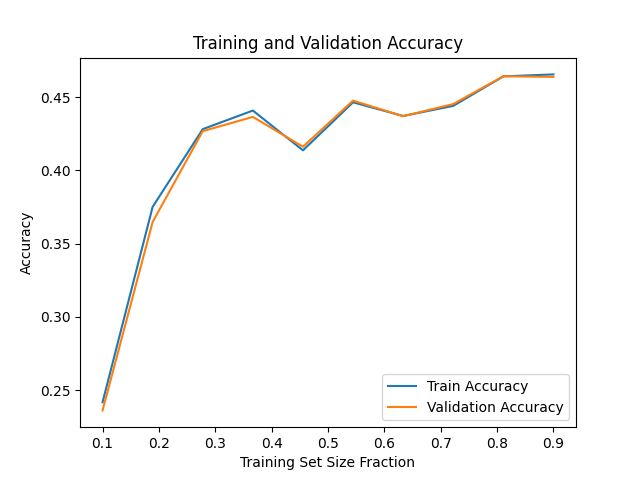 Training and Validation Accuracy
Accuracy
0.45
0.40
0.35
0.30
0.25
Train Accuracy
Validation Accuracy
0.1 0.2 0.3 0.4 0.5 0.6 0.7 0.8 0.9
Training Set Size Fraction